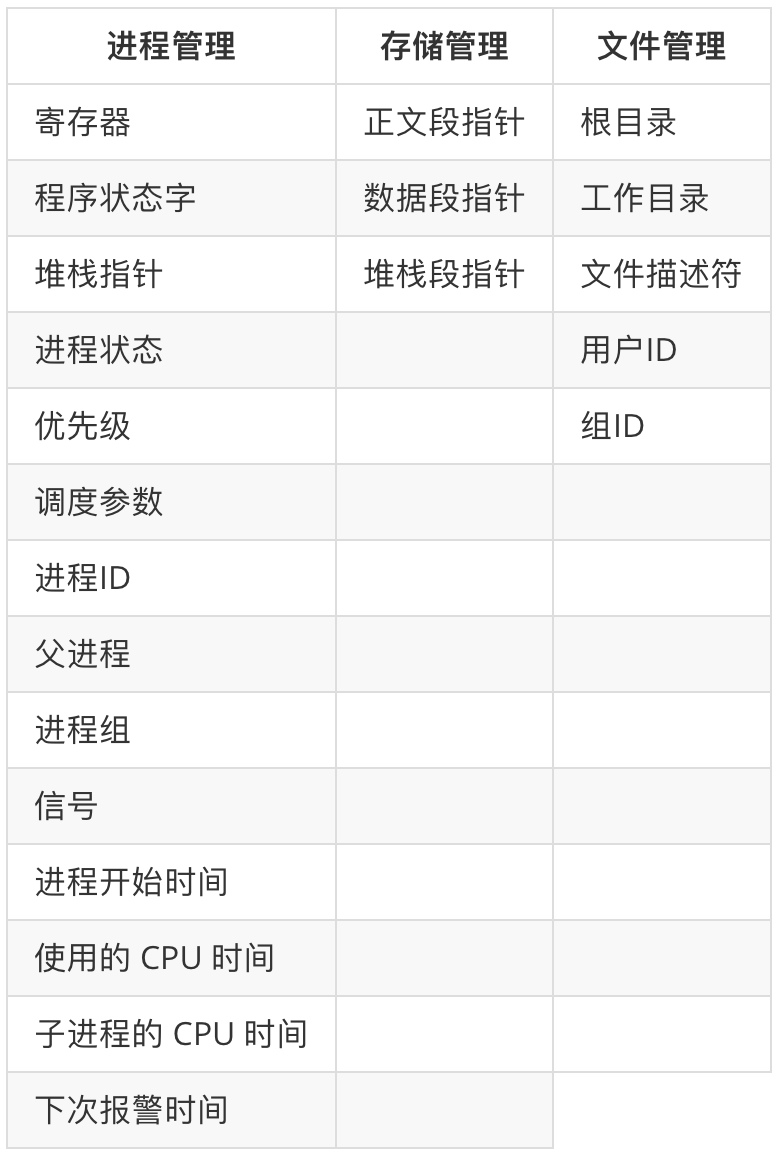 进程管理 存储管理 文件管理
寄存器 正文段指针 根目录
程序状态字 数据段指针 工作目录
堆栈指针 堆栈段指针 文件描述符
进程状态 用户ID
优先级 组ID
调度参数
进程ID
父进程
进程组
信号
进程开始时间
使用的 CPU 时间
子进程的 CPU 时间
下次报警时间